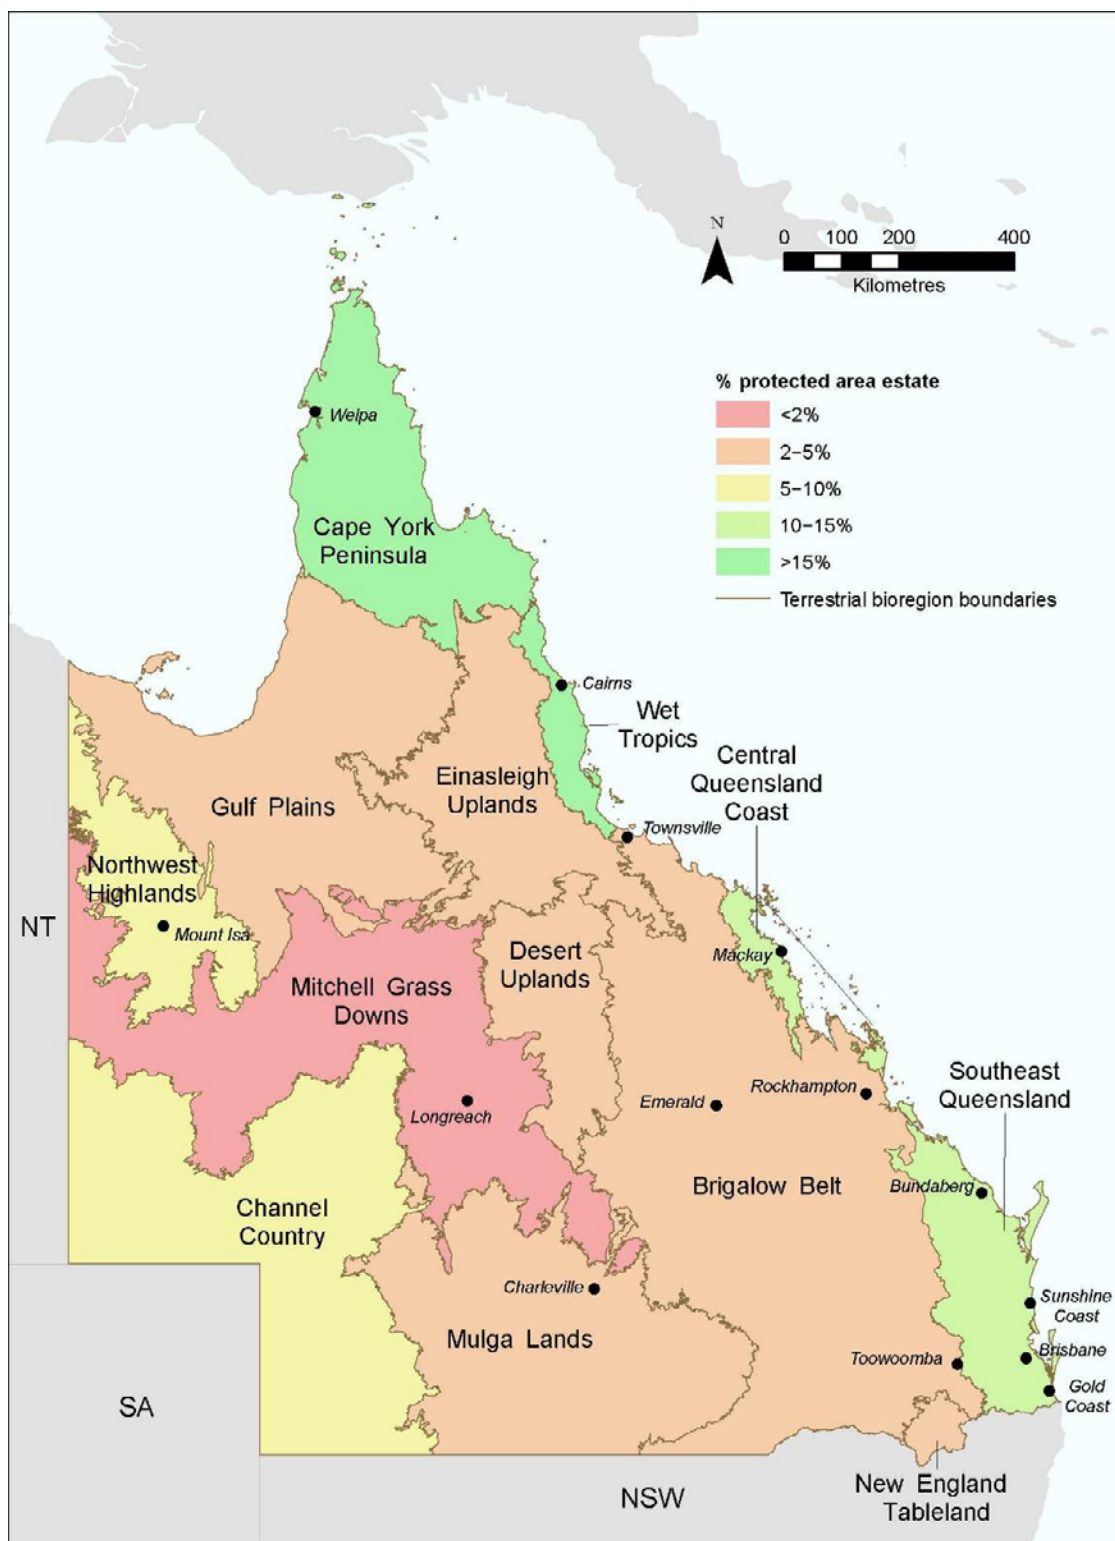 N
0 100 200 400
Kilometres
% protected area estate
<2%
2-5%
5-10%
10-15%
>15%
Terrestrial bioregion boundaries
Welpa
Cape York
Peninsula
Cairns
Wet
Tropics
Central
Queensland
Coast
Einasleigh
Uplands
Gulf Plains
Townsville
Northwest
Highlands
NT
Mount Isa
Desert
Uplands
Mackay
Mitchell Grass
Downs
Southeast
Queensland
Rockhampton
Emerald
Longreach
Brigalow Belt
Bundaberg
Channel
Country
Charleville
Sunshine
Coast
Mulga Lands
Toowoomba
Brisbane
Gold
Coast
SA
NSW
New England
Tableland